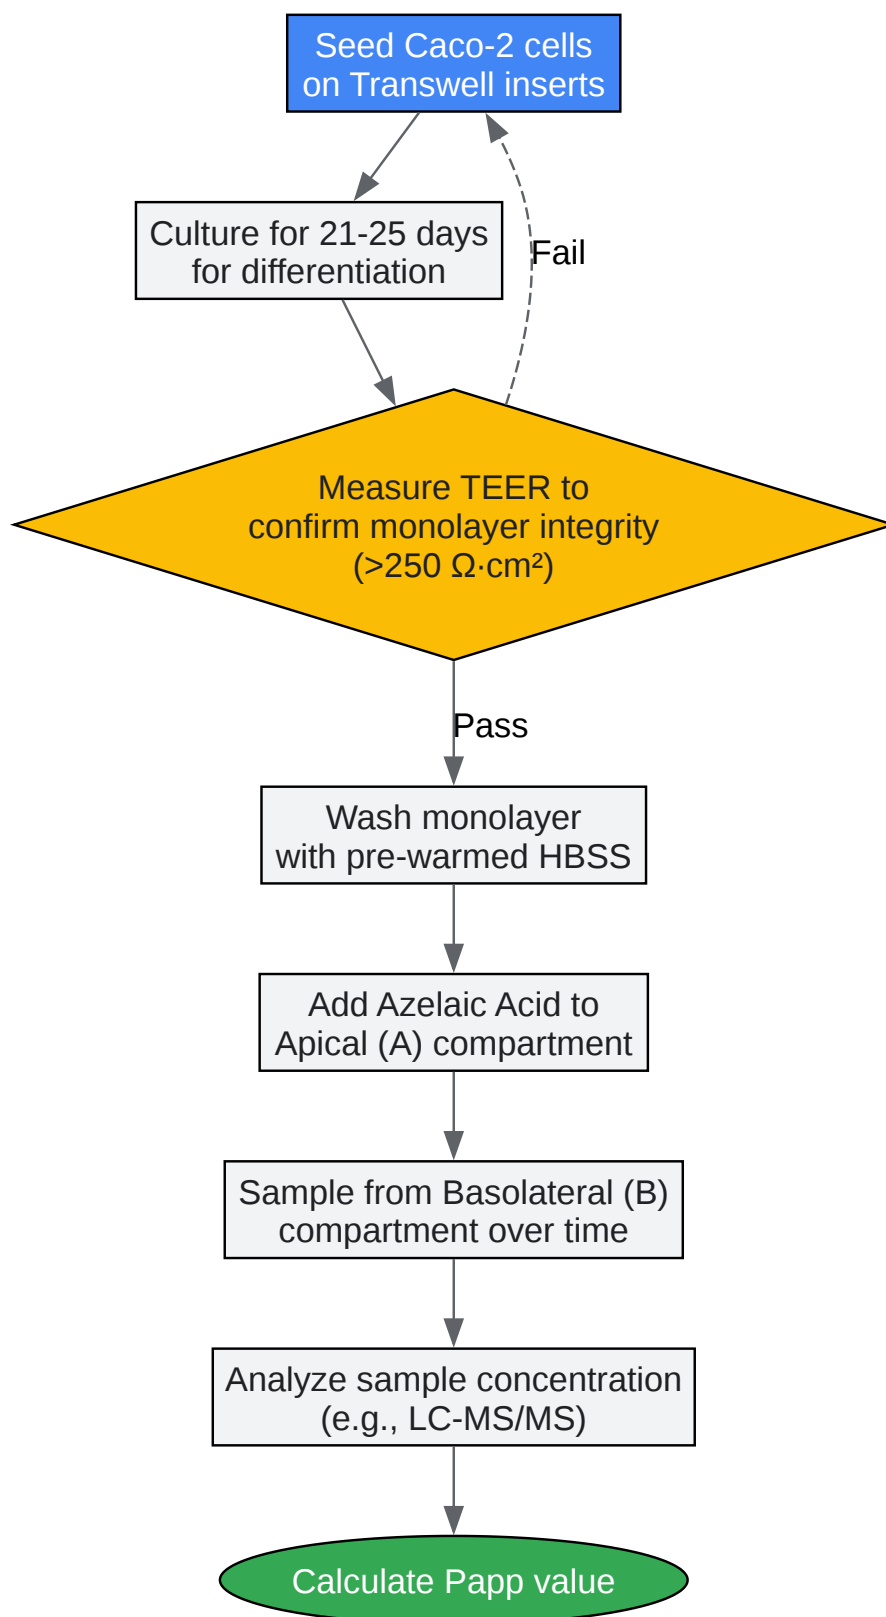 Seed Caco-2 cells
on Transwell inserts
Culture for 21-25 days
for differentiation
Fail
Measure TEER to
confirm monolayer integrity
(>250 Ω·cm²)
Pass
Wash monolayer
with pre-warmed HBSS
Add Azelaic Acid to
Apical (A) compartment
Sample from Basolateral (B)
compartment over time
Analyze sample concentration
(e.g., LC-MS/MS)
Calculate Papp value